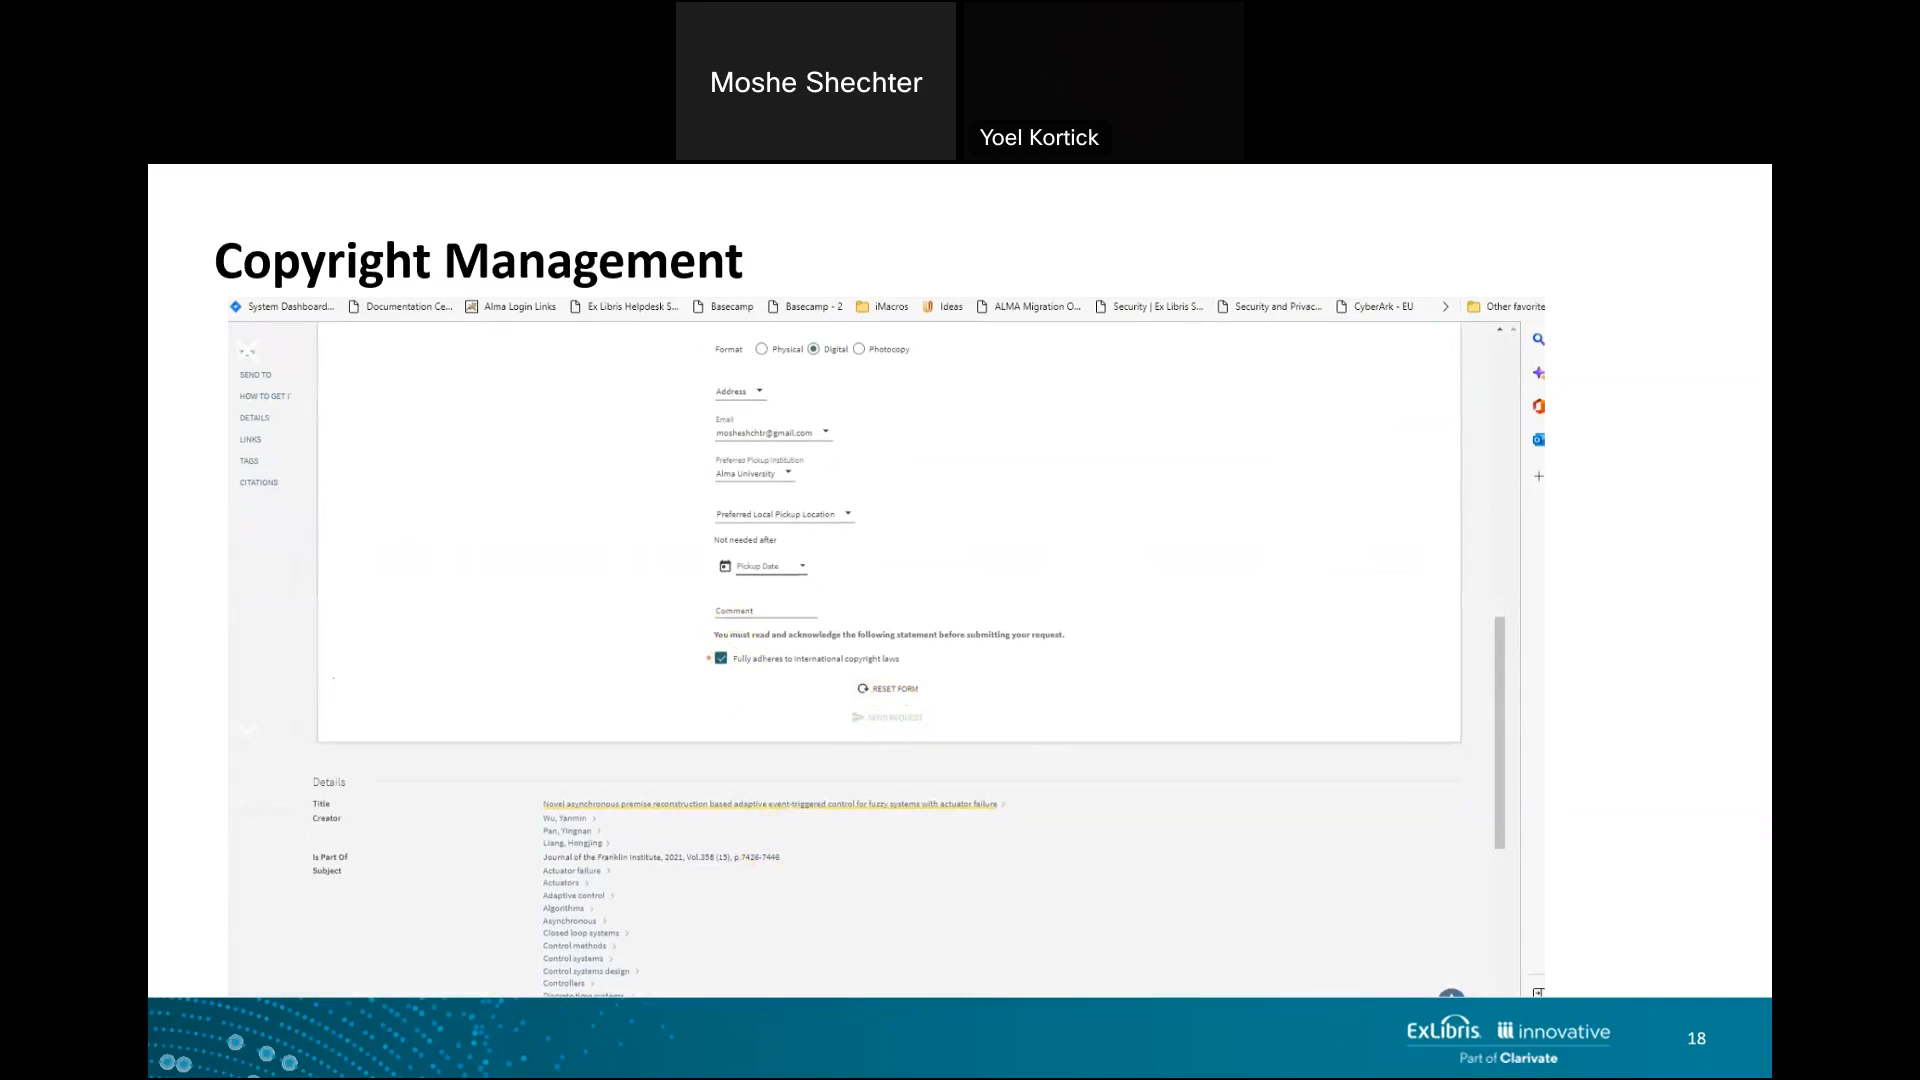 Moshe Shechter
Yoel Kortick
Copyright Management
System Dashboard... Documentation Ce... Alma Login Links Ex Libris Helpdesk S... Basecamp Basecamp - 2 iMacros Ideas ALMA Migration O... Security | Ex Libris S... Security and Privac... CyberArk - EU Other favorite
SEND TO
HOW TO GET I
DETAILS
LINKS
TAGS
CITATIONS
Format Physical Digital Photocopy
Address
Email
mosheshchtr@gmail.com
Preferred Pickup Institution
Alma University
Preferred Local Pickup Location
Not needed after
Pickup Date
Comment
You must read and acknowledge the following statement before submitting your request.
* Fully adheres to international copyright laws
RESET FORM
SEND REQUEST
Details
Title Novel asynchronous premise reconstruction based adaptive event-triggered control for fuzzy systems with actuator failure
Creator Wu, Yanmin
Pan, Yingnan
Liang, Hongjing
Is Part Of Journal of the Franklin Institute, 2021, Vol.358 (15), p.7426-7446
Subject Actuator failure
Actuators
Adaptive control
Algorithms
Asynchronous
Closed loop systems
Control methods
Control systems
Control systems design
Controllers
Discrete time systems
ExLibris innovative
Part of Clarivate
18